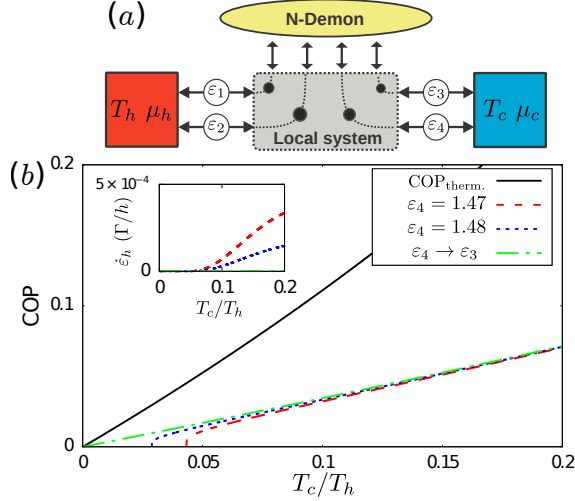 (a)
N-Demon
T_h μ_h
ε_1
ε_2
Local system
ε_3
ε_4
T_c μ_c
(b)
0.2
0.1
0
COP
0
0.05
0.1
0.15
0.2
T_c/T_h
COP_therm.
ε_4 = 1.47
ε_4 = 1.48
ε_4 → ε_3
5 ×10^-4
0
ε̇_h (Γ/h)
0
0.1
0.2
T_c/T_h